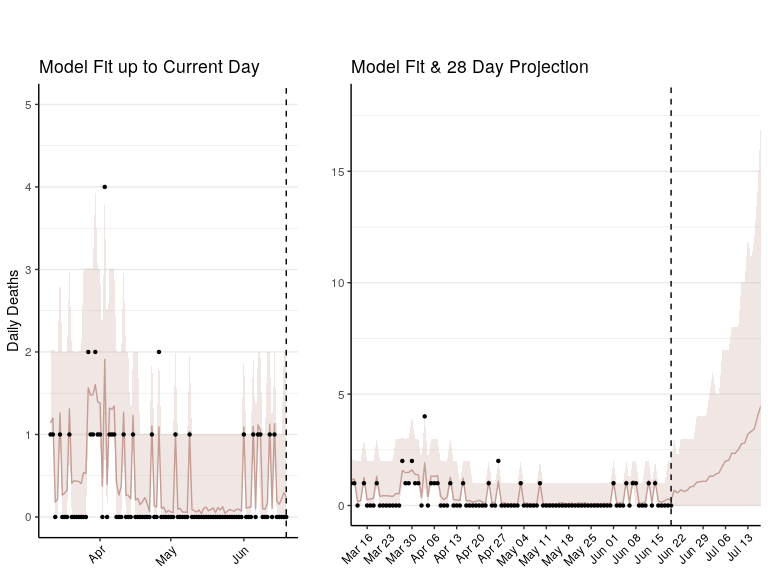 Model Fit up to Current Day
Daily Deaths
5
4
3
2
1
0
Apr
May
Jun
Model Fit & 28 Day Projection
15
10
5
0
Mar 16
Mar 23
Mar 30
Apr 06
Apr 13
Apr 20
Apr 27
May 04
May 11
May 18
May 25
Jun 01
Jun 08
Jun 15
Jun 22
Jun 29
Jul 06
Jul 13